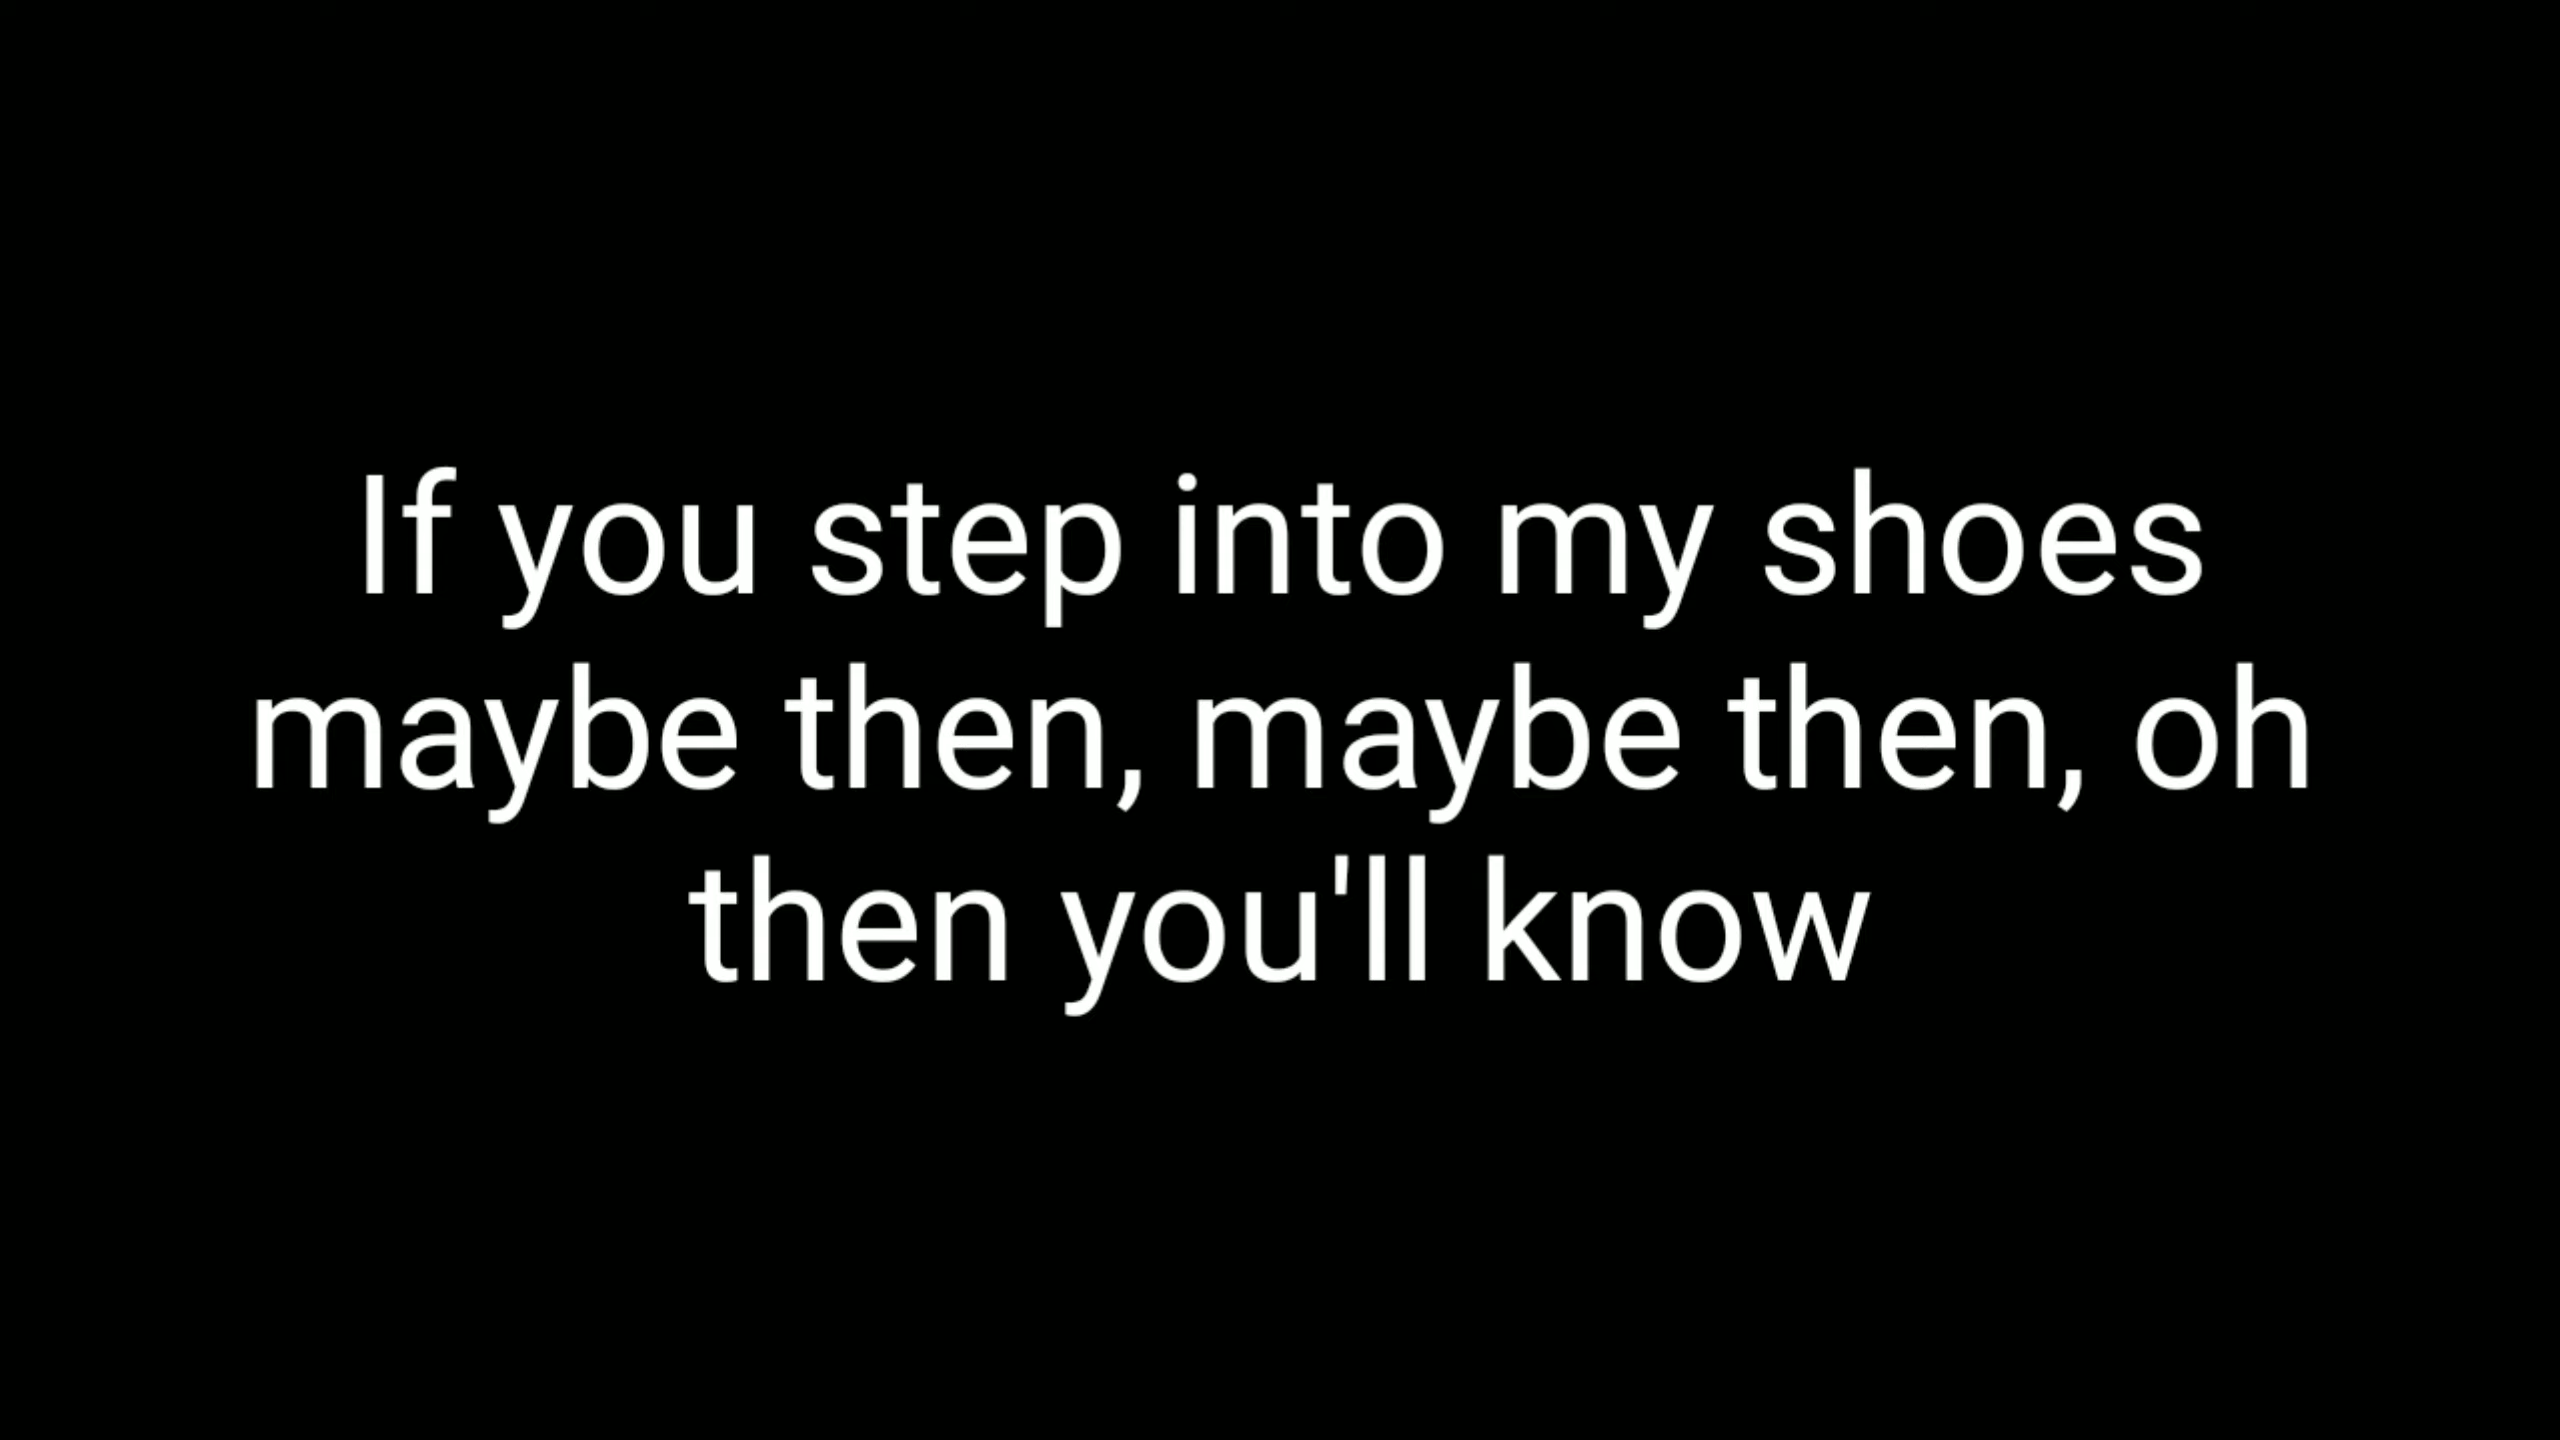 If you step into my shoes
maybe then, maybe then, oh
then you'll know